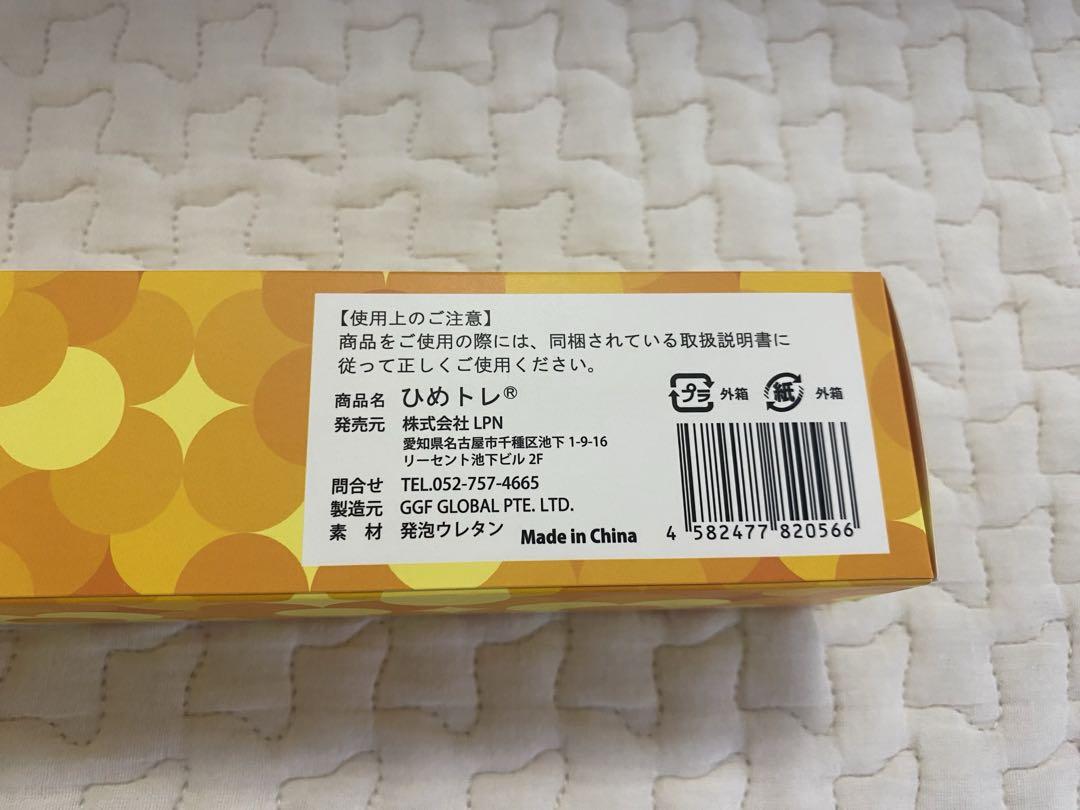 【使用上のご注意】
商品をご使用の際には、同梱されている取扱説明書に
従って正しくご使用ください。
商品名 ひめトレ®
発売元 株式会社 LPN
愛知県名古屋市千種区池下 1-9-16
リーセント池下ビル 2F
問合せ TEL.052-757-4665
製造元 GGF GLOBAL PTE. LTD.
素 材 発泡ウレタン Made in China
プラ 外箱 紙 外箱
4 582477 820566